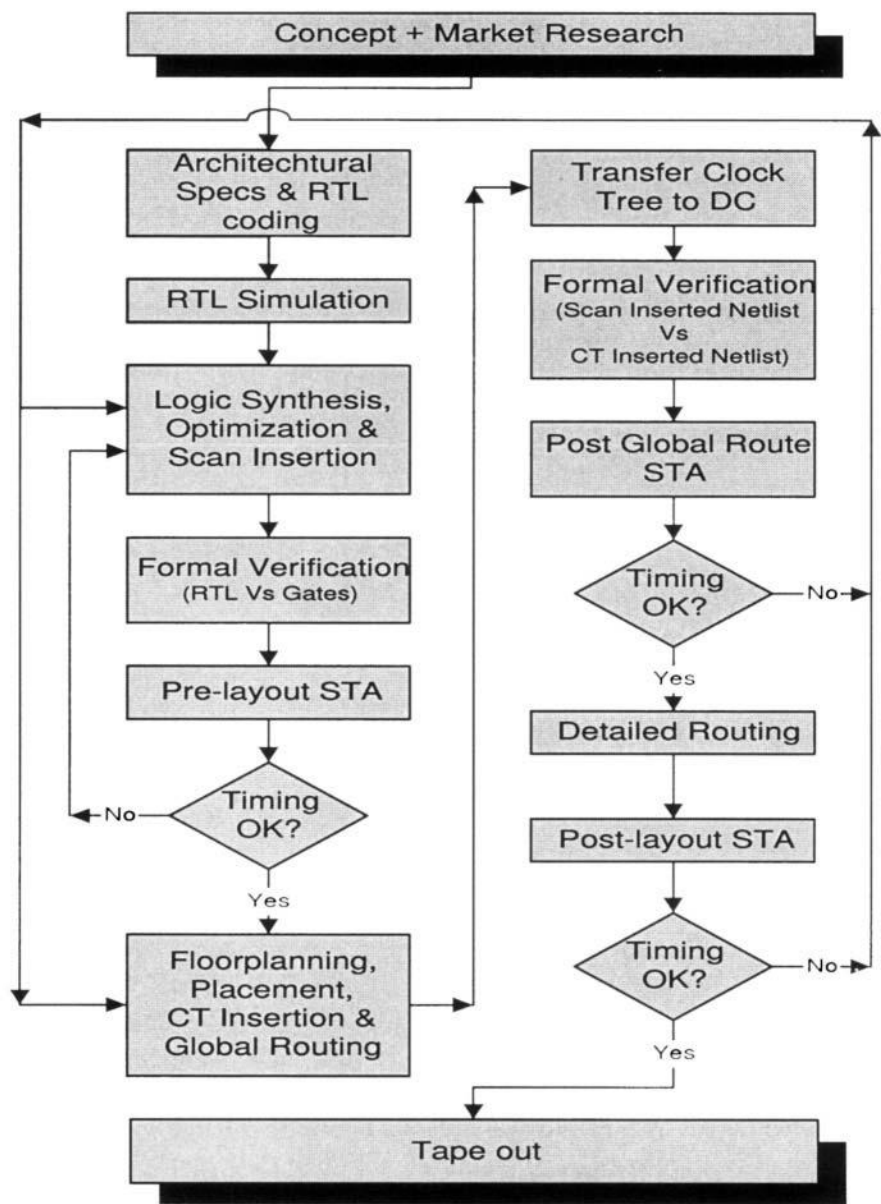 Concept + Market Research
Architechtural
Specs & RTL
coding
RTL Simulation
Logic Synthesis,
Optimization &
Scan Insertion
Formal Verification
(RTL Vs Gates)
Pre-layout STA
Timing
OK?
No
Yes
Floorplanning,
Placement,
CT Insertion &
Global Routing
Transfer Clock
Tree to DC
Formal Verification
(Scan Inserted Netlist
Vs
CT Inserted Netlist)
Post Global Route
STA
Timing
OK?
No
Yes
Detailed Routing
Post-layout STA
Timing
OK?
No
Yes
Tape out